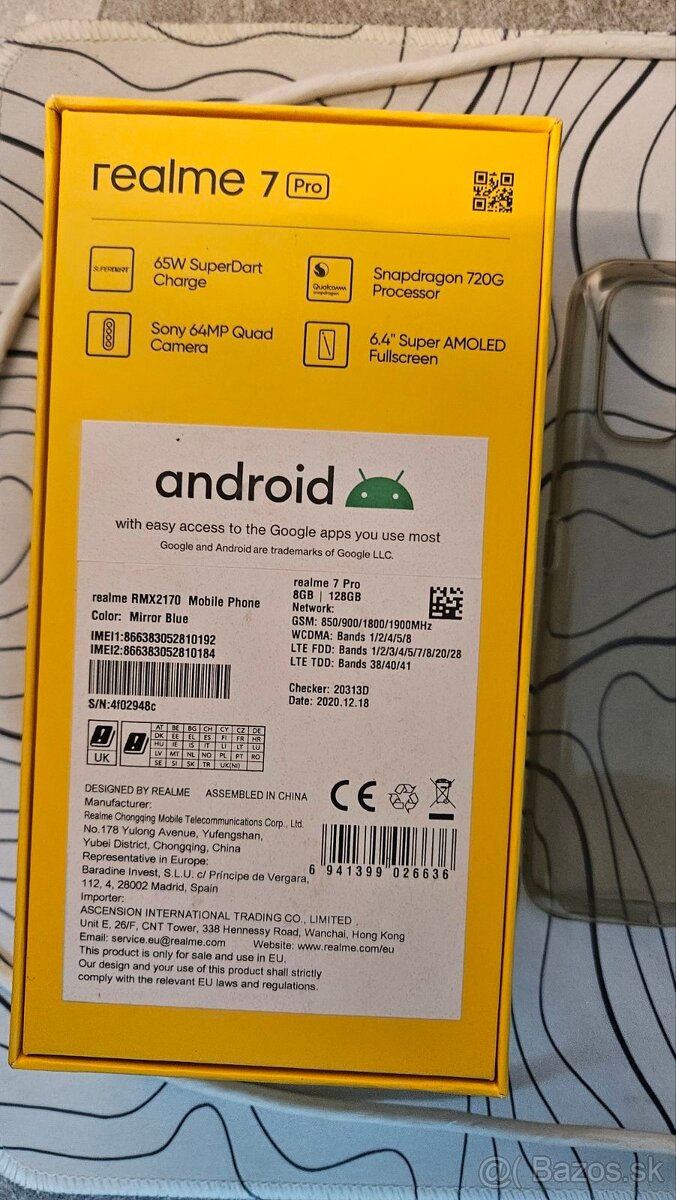 realme 7 Pro
SUPERDART
65W SuperDart
Charge
Qualcomm
snapdragon
Snapdragon 720G
Processor
Sony 64MP Quad
Camera
6.4" Super AMOLED
Fullscreen
android
with easy access to the Google apps you use most
Google and Android are trademarks of Google LLC.
realme RMX2170 Mobile Phone
Color: Mirror Blue
IMEI1:866383052810192
IMEI2:866383052810184
S/N:4f02948c
realme 7 Pro
8GB | 128GB
Network:
GSM: 850/900/1800/1900MHz
WCDMA: Bands 1/2/4/5/8
LTE FDD: Bands 1/2/3/4/5/7/8/20/28
LTE TDD: Bands 38/40/41
Checker: 20313D
Date: 2020.12.18
UK
AT BE BG CH CY CZ DE
DK EE EL ES FI FR HR
HU IE IS IT LI LT LU
LV MT NL NO PL PT RO
SE SI SK TR UK(NI)
DESIGNED BY REALME ASSEMBLED IN CHINA
Manufacturer:
Realme Chongqing Mobile Telecommunications Corp., Ltd.
No.178 Yulong Avenue, Yufengshan,
Yubei District, Chongqing, China
Representative in Europe:
Baradine Invest, S.L.U. c/ Príncipe de Vergara,
112, 4, 28002 Madrid, Spain
Importer:
ASCENSION INTERNATIONAL TRADING CO., LIMITED
Unit E, 26/F, CNT Tower, 338 Hennessy Road, Wanchai, Hong Kong
Email: service.eu@realme.com Website: www.realme.com/eu
This product is only for sale and use in EU.
Our design and your use of this product shall strictly
comply with the relevant EU laws and regulations.
CE
6 941399 026636
@( Bazos.sk